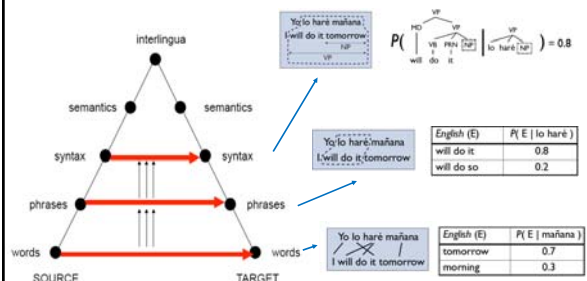 interlingua
semantics
semantics
syntax
syntax
phrases
phrases
words
words
SOURCE
TARGET
Yo lo haré mañana
I will do it tomorrow
NP
VP
P( VP MD VP VB PRN NP will do it | VP lo haré NP ) = 0.8
Yo lo haré mañana
I will do it tomorrow
English (E) P( E | lo haré )
will do it 0.8
will do so 0.2
Yo lo haré mañana
I will do it tomorrow
English (E) P( E | mañana )
tomorrow 0.7
morning 0.3